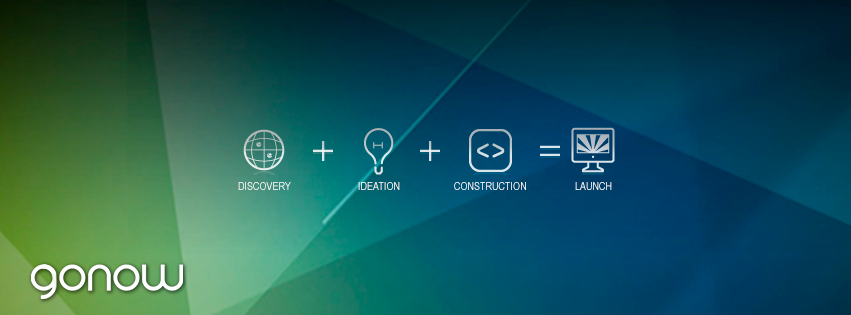 DISCOVERY + IDEATION + CONSTRUCTION = LAUNCH
gonow